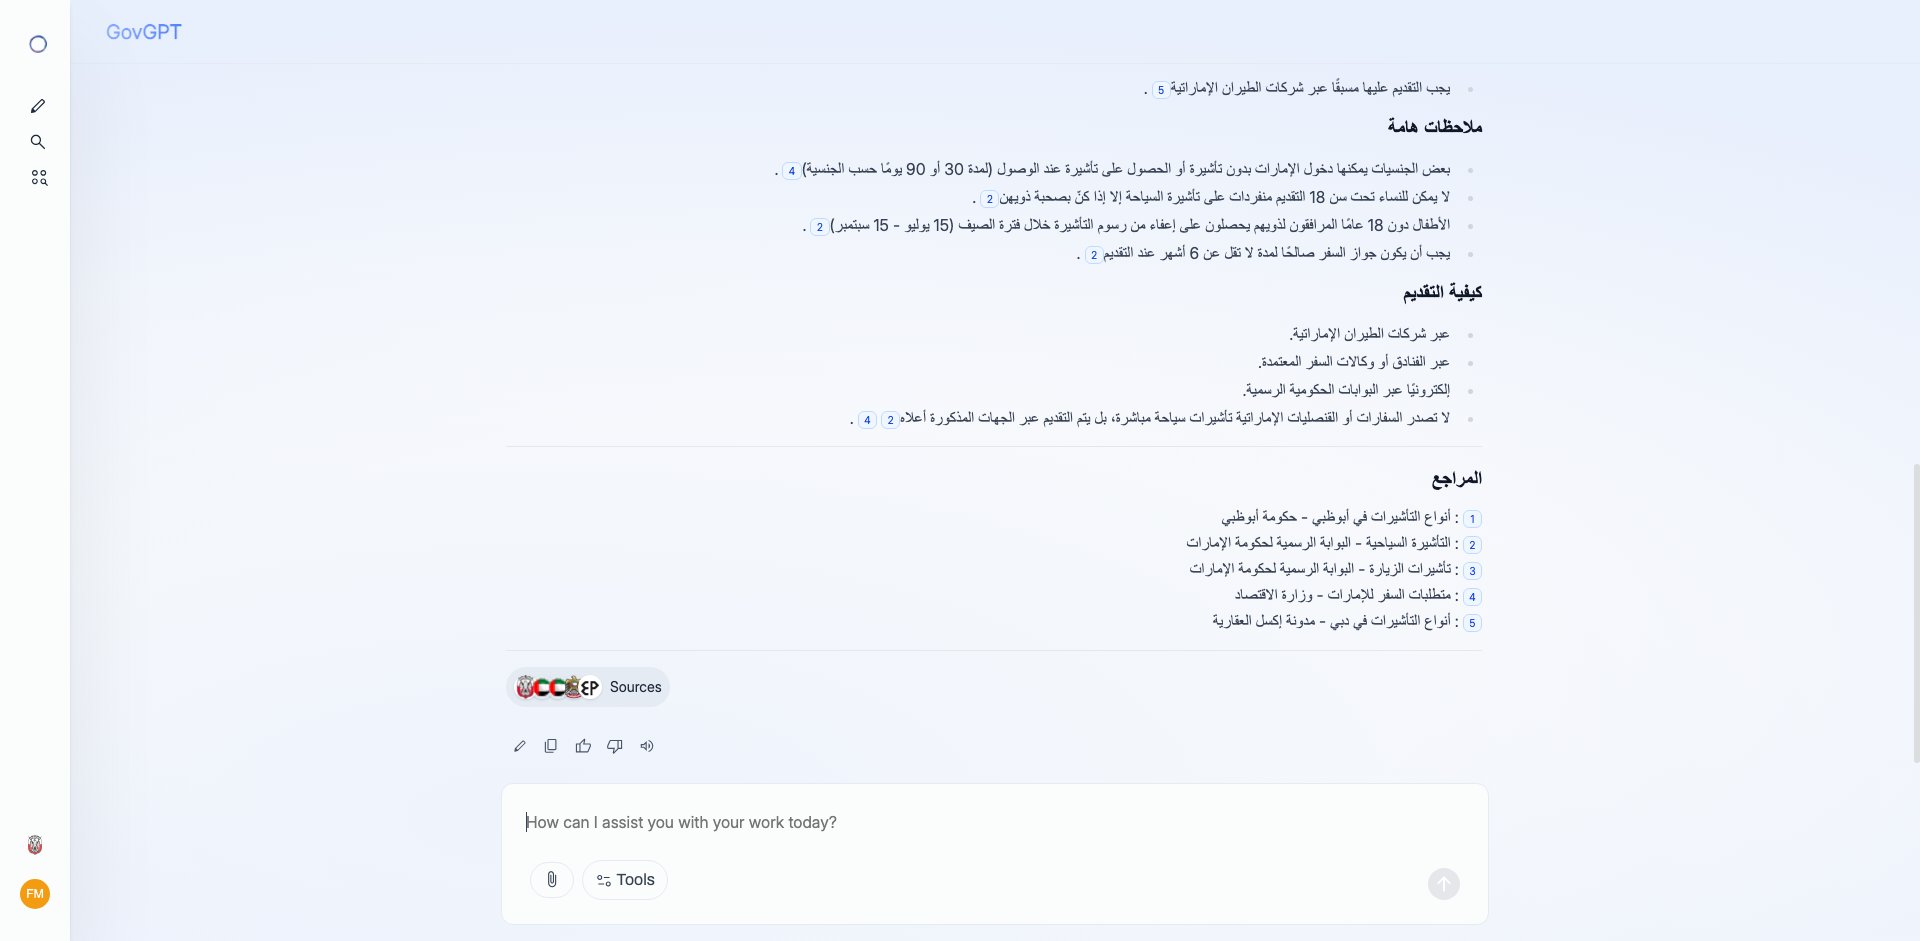 GovGPT
يجب التقديم عليها مسبقًا عبر شركات الطيران الإماراتية 5 .
ملاحظات هامة
بعض الجنسيات يمكنها دخول الإمارات بدون تأشيرة أو الحصول على تأشيرة عند الوصول (لمدة 30 أو 90 يومًا حسب الجنسية) 4 .
لا يمكن للنساء تحت سن 18 التقديم منفردات على تأشيرة السياحة إلا إذا كنّ بصحبة ذويهن 2 .
الأطفال دون 18 عامًا المرافقون لذويهم يحصلون على إعفاء من رسوم التأشيرة خلال فترة الصيف (15 يوليو - 15 سبتمبر) 2 .
يجب أن يكون جواز السفر صالحًا لمدة لا تقل عن 6 أشهر عند التقديم 2 .
كيفية التقديم
عبر شركات الطيران الإماراتية.
عبر الفنادق أو وكالات السفر المعتمدة.
إلكترونيًا عبر البوابات الحكومية الرسمية.
لا تصدر السفارات أو القنصليات الإماراتية تأشيرات سياحة مباشرة، بل يتم التقديم عبر الجهات المذكورة أعلاه 2 4 .
المراجع
1 : أنواع التأشيرات في أبوظبي - حكومة أبوظبي
2 : التأشيرة السياحية - البوابة الرسمية لحكومة الإمارات
3 : تأشيرات الزيارة - البوابة الرسمية لحكومة الإمارات
4 : متطلبات السفر للإمارات - وزارة الاقتصاد
5 : أنواع التأشيرات في دبي - مدونة إكسل العقارية
Sources
How can I assist you with your work today?
Tools
FM